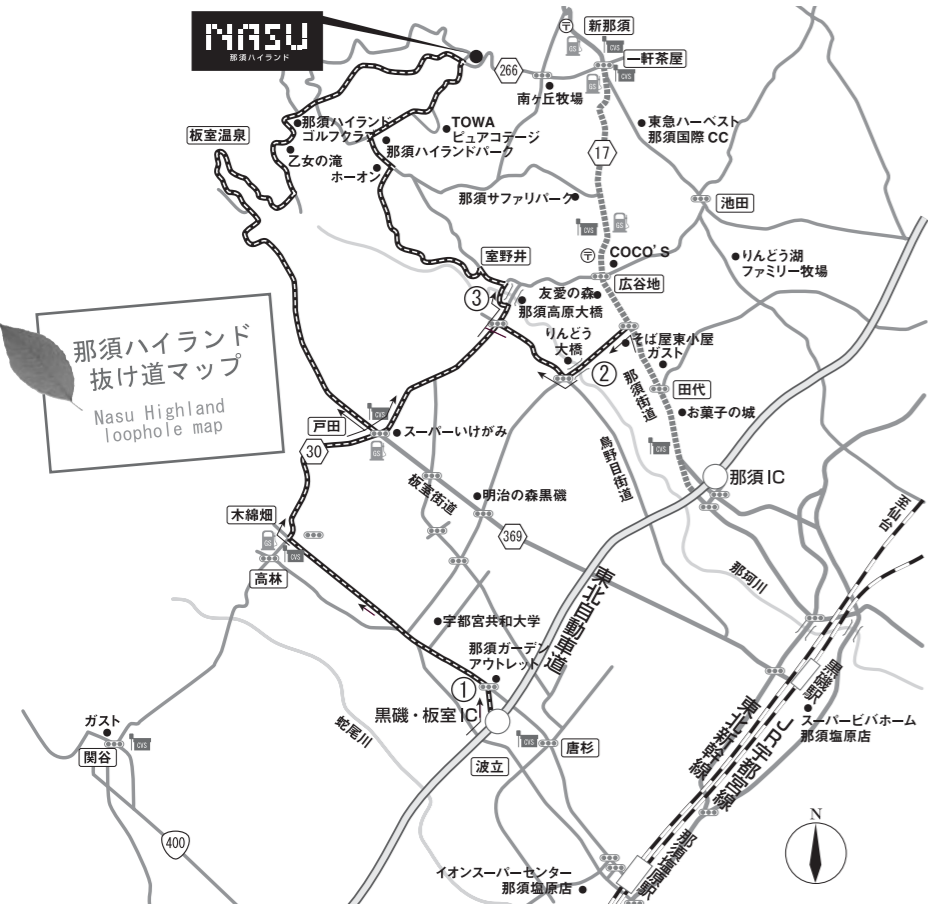 NASU
那須ハイランド
〒
新那須
GS
CVS
一軒茶屋
CVS
GS
266
南ヶ丘牧場
那須ハイランド
ゴルフクラブ
TOWA
ピュアコテージ
東急ハーベスト
那須国際 CC
板室温泉
乙女の滝
那須ハイランドパーク
17
ホーオン
那須サファリパーク
池田
CVS
GS
室野井
〒
COCO'S
りんどう湖
ファミリー牧場
③
友愛の森
広谷地
那須高原大橋
りんどう
大橋
そば屋東小屋
ガスト
那須ハイランド
抜け道マップ
Nasu Highland
loophole map
②
那須街道
田代
お菓子の城
CVS
戸田
スーパーいけがみ
30
GS
CVS
板室街道
鳥野目街道
那須 IC
明治の森黒磯
至仙台
木綿畑
GS
CVS
369
高林
東北自動車道
那珂川
宇都宮共和大学
那須ガーデン
アウトレット
①
黒磯・板室 IC
黒磯駅
蛇尾川
ガスト
CVS
関谷
波立
CVS
唐杉
東北新幹線
JR宇都宮線
スーパービバホーム
那須塩原店
400
N
イオンスーパーセンター
那須塩原店
那須塩原駅